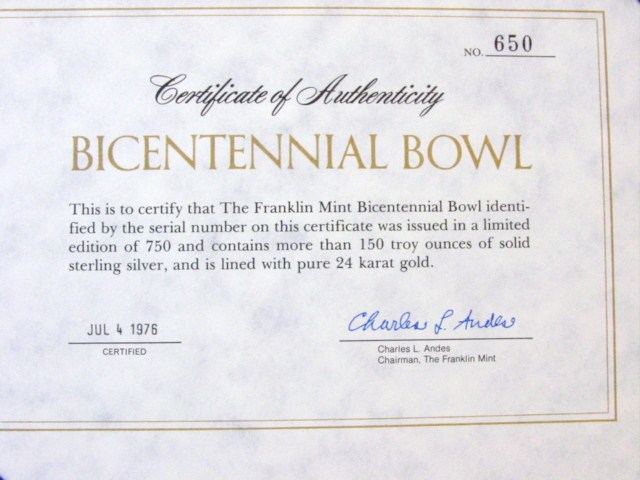 NO. 650
Certificate of Authenticity
BICENTENNIAL BOWL
This is to certify that The Franklin Mint Bicentennial Bowl identi-
fied by the serial number on this certificate was issued in a limited
edition of 750 and contains more than 150 troy ounces of solid
sterling silver, and is lined with pure 24 karat gold.
JUL 4 1976
CERTIFIED
Charles L. Andes
Charles L. Andes
Chairman, The Franklin Mint